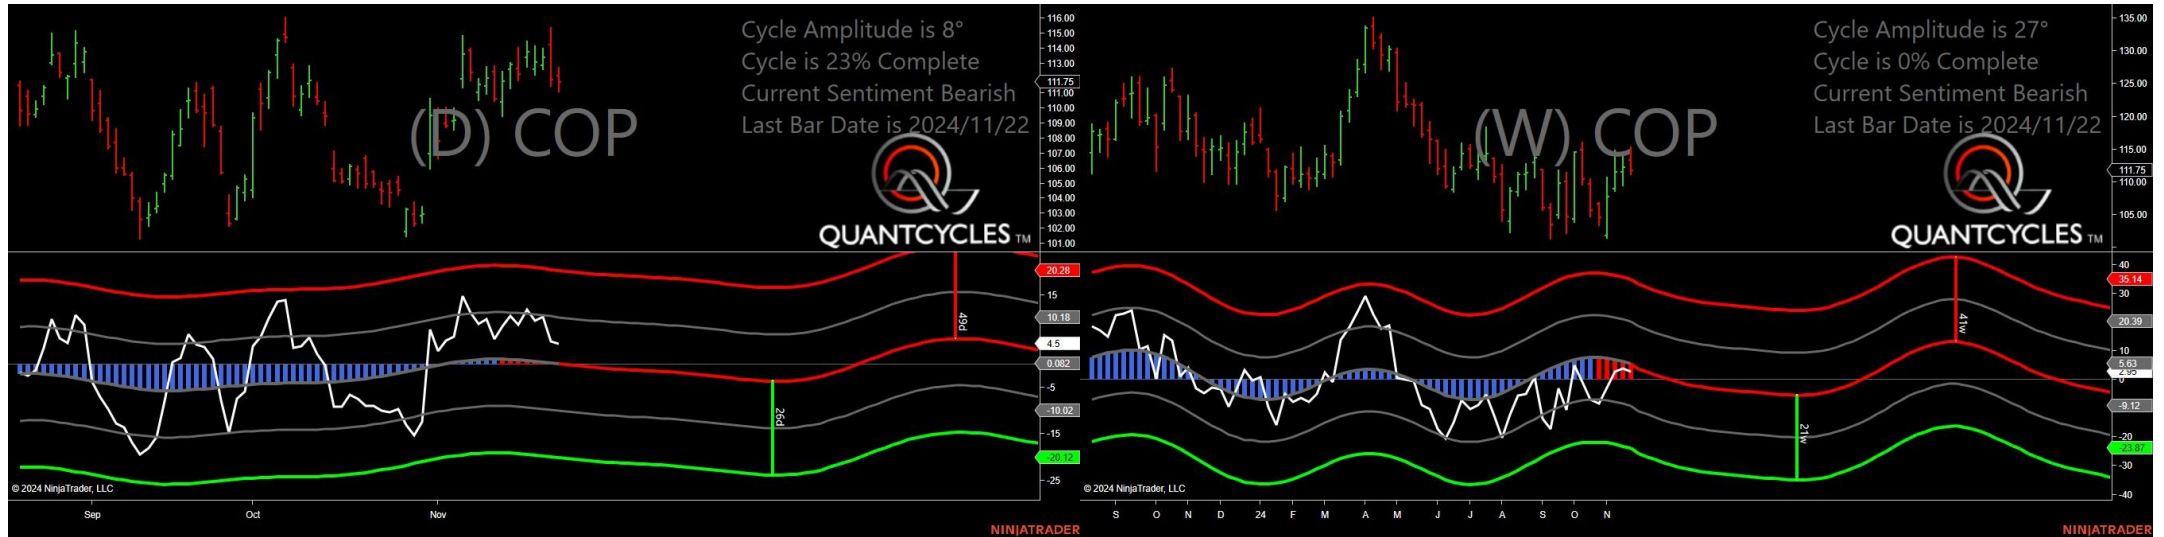 Cycle Amplitude is 8°
Cycle is 23% Complete
Current Sentiment Bearish
Last Bar Date is 2024/11/22
(D) COP
QUANTCYCLES TM
116.00
115.00
114.00
113.00
111.75
111.00
110.00
109.00
108.00
107.00
106.00
105.00
104.00
103.00
102.00
101.00
20.28
15
10.18
4.5
0.082
-5
-10.02
-15
-20.12
-25
49d
26d
© 2024 NinjaTrader, LLC
Sep Oct Nov
NINJATRADER
Cycle Amplitude is 27°
Cycle is 0% Complete
Current Sentiment Bearish
Last Bar Date is 2024/11/22
(W) COP
QUANTCYCLES TM
135.00
130.00
125.00
120.00
115.00
111.75
110.00
105.00
40
35.14
30
20.39
10
5.63
2.95
0
-9.12
-20
-23.87
-30
-40
41w
21w
© 2024 NinjaTrader, LLC
S O N D 24 F M A M J J A S O N
NINJATRADER